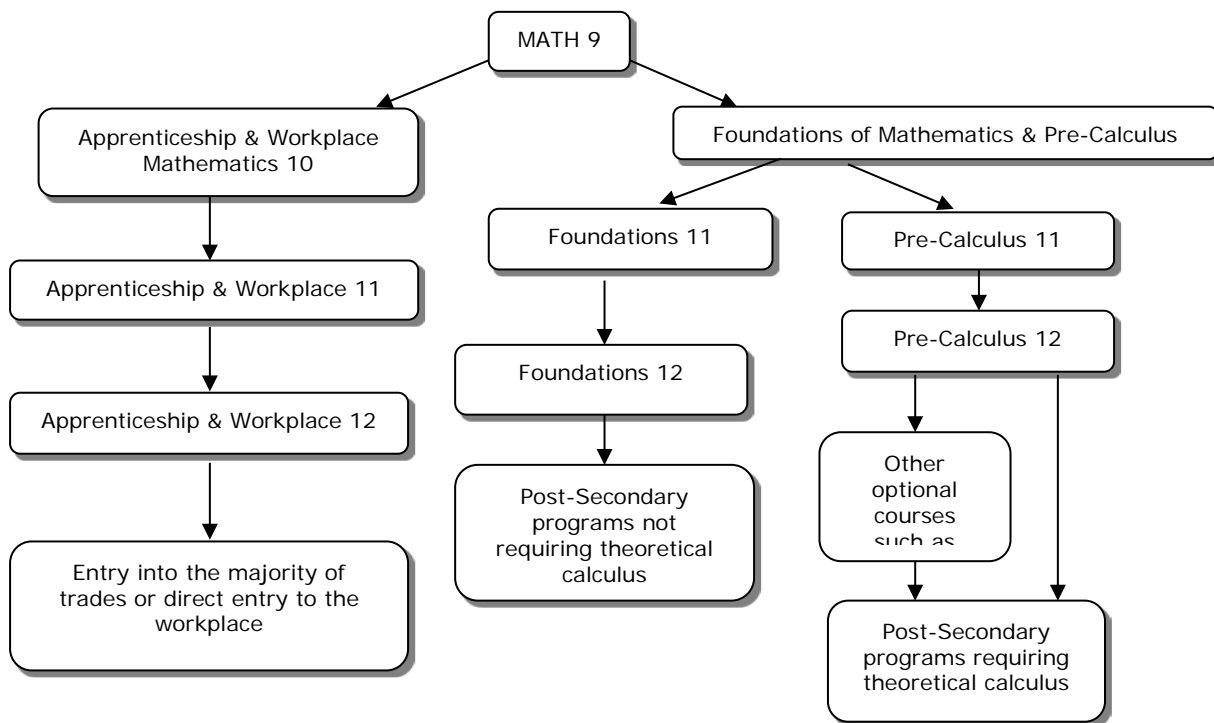 MATH 9
Apprenticeship & Workplace
Mathematics 10
Foundations of Mathematics & Pre-Calculus
Foundations 11
Pre-Calculus 11
Apprenticeship & Workplace 11
Pre-Calculus 12
Foundations 12
Apprenticeship & Workplace 12
Other
optional
courses
such as
Post-Secondary
programs not
requiring theoretical
calculus
Entry into the majority of
trades or direct entry to the
workplace
Post-Secondary
programs requiring
theoretical calculus